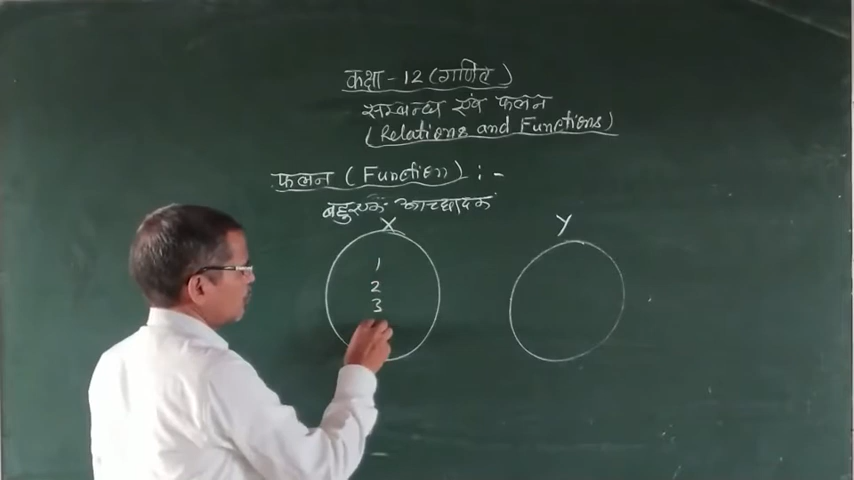 कक्षा - 12 (गणित)
सम्बन्ध एवं फलन
(Relations and Functions)
फलन (Function) : -
बहुएकैक आच्छादक
X Y
1
2
3